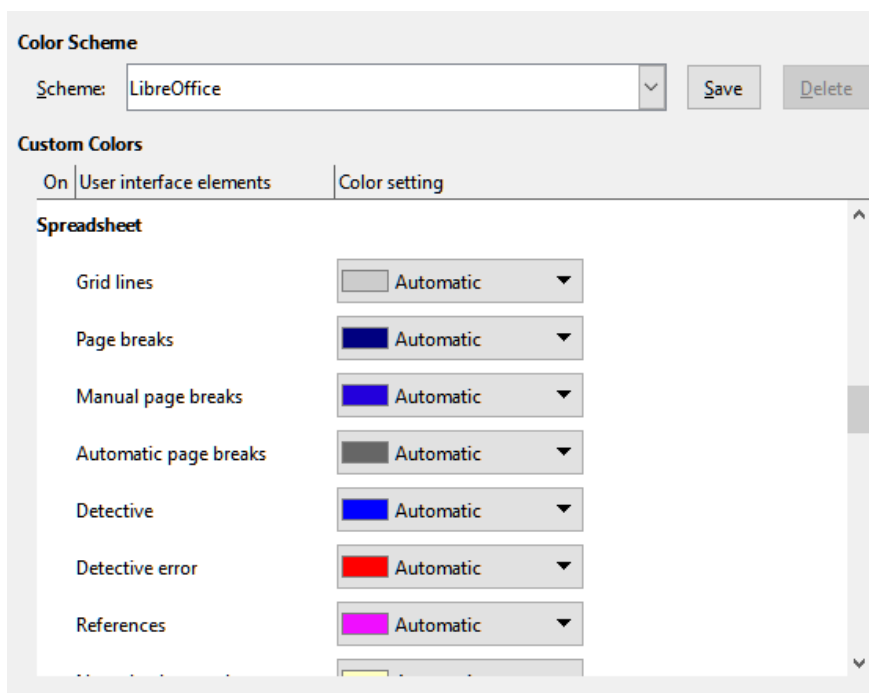 Color Scheme
Scheme: LibreOffice Save Delete
Custom Colors
On User interface elements Color setting
Spreadsheet
Grid lines Automatic
Page breaks Automatic
Manual page breaks Automatic
Automatic page breaks Automatic
Detective Automatic
Detective error Automatic
References Automatic